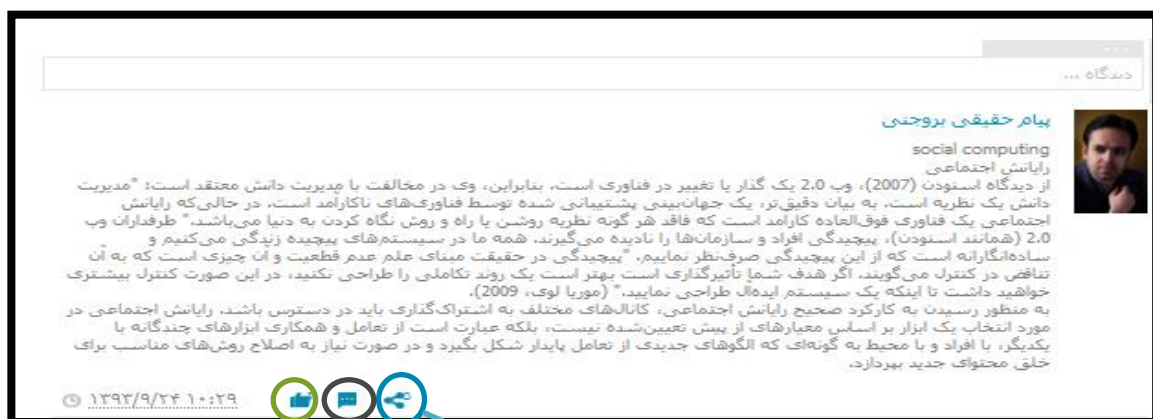 ...
دیدگاه ...
پیام حقیقی بروجنی
social computing
رایانش اجتماعی
از دیدگاه اسنودن (2007)، وب 2.0 یک گذار یا تغییر در فناوری است، بنابراین، وی در مخالفت با مدیریت دانش معتقد است: "مدیریت
دانش یک نظریه است، به بیان دقیق‌تر، یک جهان‌بینی پشتیبانی شده توسط فناوری‌های ناکارآمد است، در حالی‌که رایانش
اجتماعی یک فناوری فوق‌العاده کارامد است که فاقد هر گونه نظریه روشن یا راه و روش نگاه کردن به دنیا می‌باشد." طرفداران وب
2.0 (همانند اسنودن)، پیچیدگی افراد و سازمان‌ها را نادیده می‌گیرند، همه ما در سیستم‌های پیچیده زندگی می‌کنیم و
ساده‌انگارانه است که از این پیچیدگی صرف‌نظر نماییم. "پیچیدگی در حقیقت مبنای علم عدم قطعیت و آن چیزی است که به آن
تناقض در کنترل می‌گویند، اگر هدف شما تأثیرگذاری است بهتر است یک روند تکاملی را طراحی نکنید، در این صورت کنترل بیشتری
خواهید داشت تا اینکه یک سیستم ایده‌آل طراحی نمایید." (موریا لوی، 2009).
به منظور رسیدن به کارکرد صحیح رایانش اجتماعی، کانال‌های مختلف به اشتراک‌گذاری باید در دسترس باشد، رایانش اجتماعی در
مورد انتخاب یک ابزار بر اساس معیارهای از پیش تعیین‌شده نیست، بلکه عبارت است از تعامل و همکاری ابزارهای چندگانه با
یکدیگر، با افراد و با محیط به گونه‌ای که الگوهای جدیدی از تعامل پایدار شکل بگیرد و در صورت نیاز به اصلاح روش‌های مناسب برای
خلق محتوای جدید بپردازد.
۱۳۹۳/۹/۲۴ ۱۰:۲۹